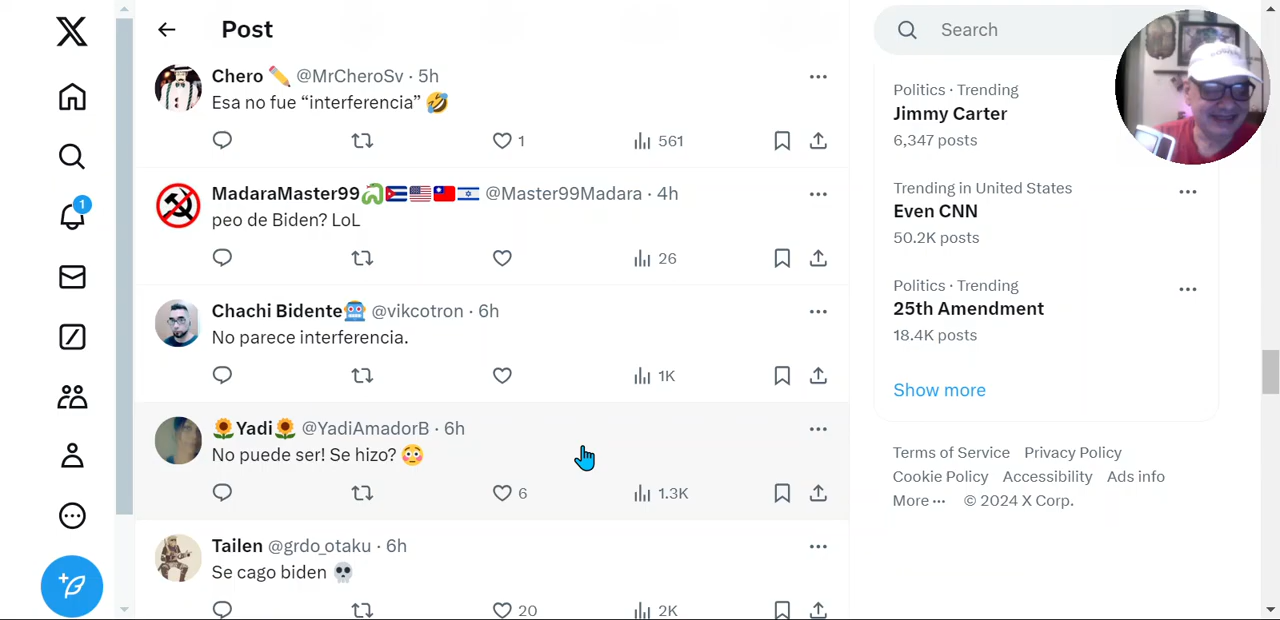 Post
Search
Chero ✏️ @MrCheroSv · 5h
Esa no fue “interferencia” 🤣
1
561
MadaraMaster99🐍🇨🇺🇺🇸🇹🇼🇮🇱 @Master99Madara · 4h
peo de Biden? LoL
26
Chachi Bidente🤖 @vikcotron · 6h
No parece interferencia.
1K
🌻Yadi🌻 @YadiAmadorB · 6h
No puede ser! Se hizo? 😳
6
1.3K
Tailen @grdo_otaku · 6h
Se cago biden 💀
20
2K
1
Politics · Trending
Jimmy Carter
6,347 posts
Trending in United States
Even CNN
50.2K posts
Politics · Trending
25th Amendment
18.4K posts
Show more
Terms of Service Privacy Policy
Cookie Policy Accessibility Ads info
More ··· © 2024 X Corp.